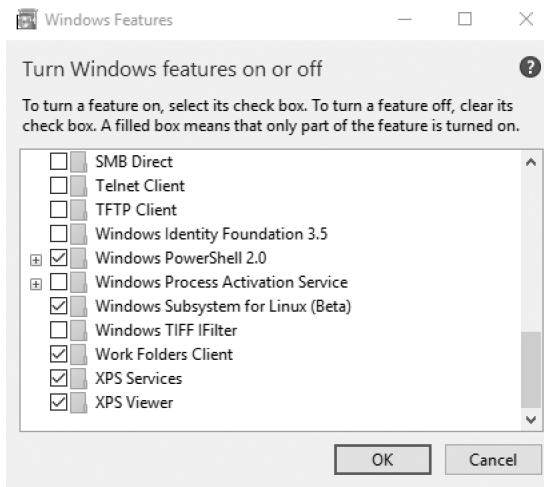 Windows Features
Turn Windows features on or off
?
To turn a feature on, select its check box. To turn a feature off, clear its
check box. A filled box means that only part of the feature is turned on.
SMB Direct
Telnet Client
TFTP Client
Windows Identity Foundation 3.5
Windows PowerShell 2.0
Windows Process Activation Service
Windows Subsystem for Linux (Beta)
Windows TIFF IFilter
Work Folders Client
XPS Services
XPS Viewer
OK Cancel